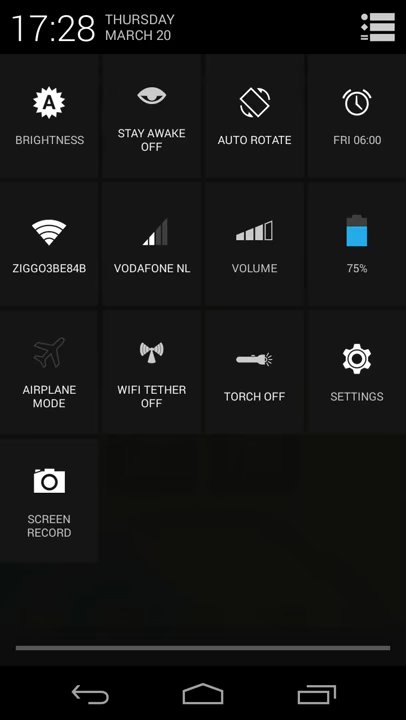 17:28
THURSDAY
MARCH 20
BRIGHTNESS
STAY AWAKE
OFF
AUTO ROTATE
FRI 06:00
ZIGGO3BE84B
VODAFONE NL
VOLUME
75%
AIRPLANE
MODE
WIFI TETHER
OFF
TORCH OFF
SETTINGS
SCREEN
RECORD